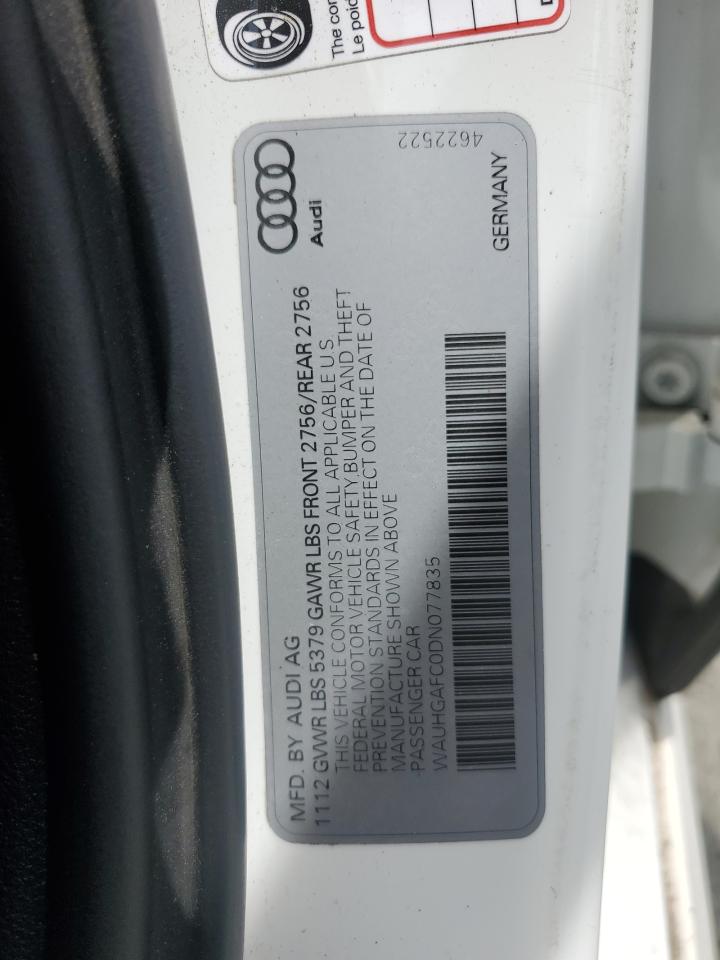 The con
Le poid
4622522
Audi
GERMANY
MFD. BY AUDI AG
1112 GVWR LBS 5379 GAWR LBS FRONT 2756/REAR 2756
THIS VEHICLE CONFORMS TO ALL APPLICABLE U S
FEDERAL MOTOR VEHICLE SAFETY,BUMPER AND THEFT
PREVENTION STANDARDS IN EFFECT ON THE DATE OF
MANUFACTURE SHOWN ABOVE
PASSENGER CAR
WAUHGAFC0DN077835